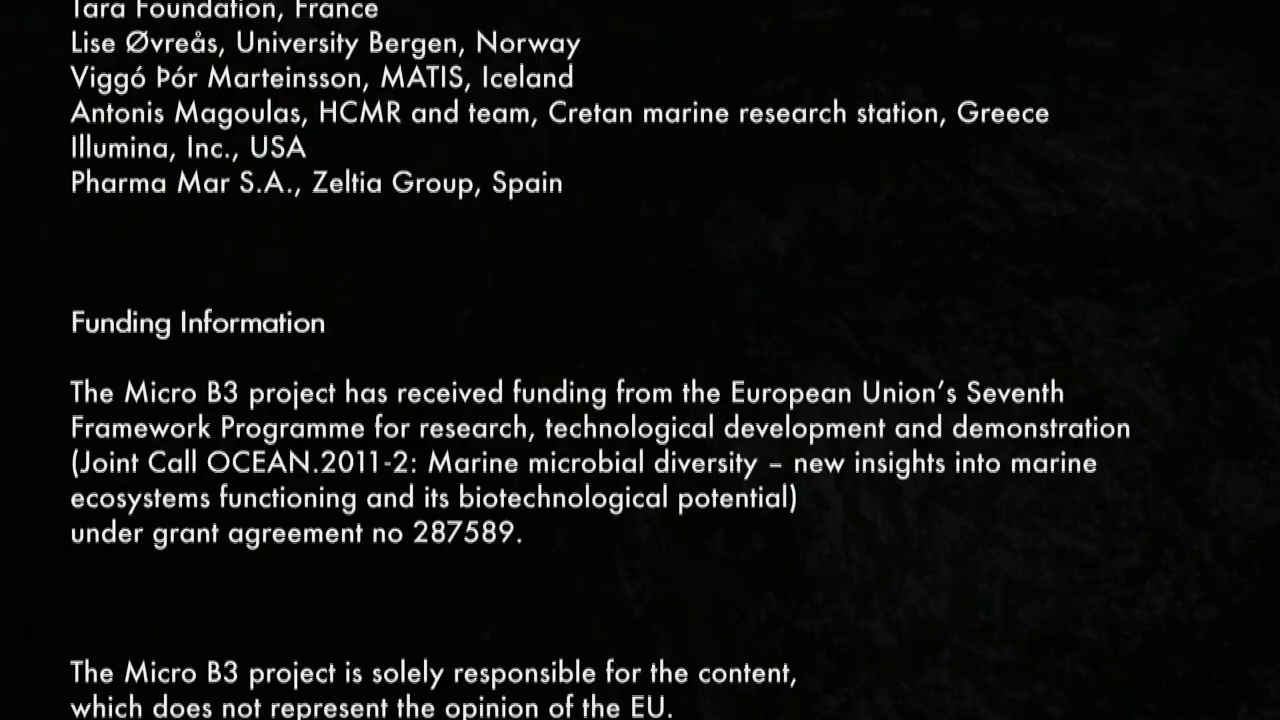 Tara Foundation, France
Lise Øvreås, University Bergen, Norway
Viggó Þór Marteinsson, MATIS, Iceland
Antonis Magoulas, HCMR and team, Cretan marine research station, Greece
Illumina, Inc., USA
Pharma Mar S.A., Zeltia Group, Spain
Funding Information
The Micro B3 project has received funding from the European Union’s Seventh
Framework Programme for research, technological development and demonstration
(Joint Call OCEAN.2011-2: Marine microbial diversity – new insights into marine
ecosystems functioning and its biotechnological potential)
under grant agreement no 287589.
The Micro B3 project is solely responsible for the content,
which does not represent the opinion of the EU.